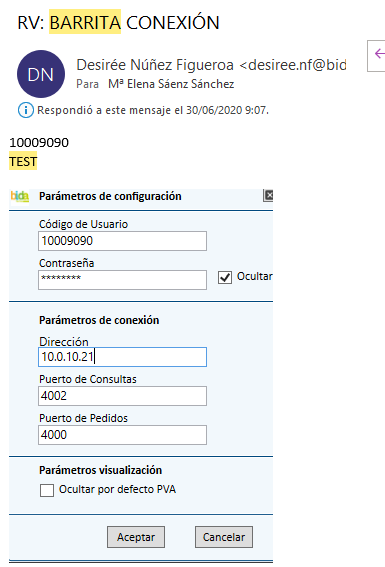 RV: BARRITA CONEXIÓN
DN
Desirée Núñez Figueroa <desiree.nf@bid
Para Mª Elena Sáenz Sánchez
Respondió a este mensaje el 30/06/2020 9:07.
10009090
TEST
bida Parámetros de configuración
Código de Usuario
10009090
Contraseña
******** Ocultar
Parámetros de conexión
Dirección
10.0.10.21
Puerto de Consultas
4002
Puerto de Pedidos
4000
Parámetros visualización
Ocultar por defecto PVA
Aceptar Cancelar